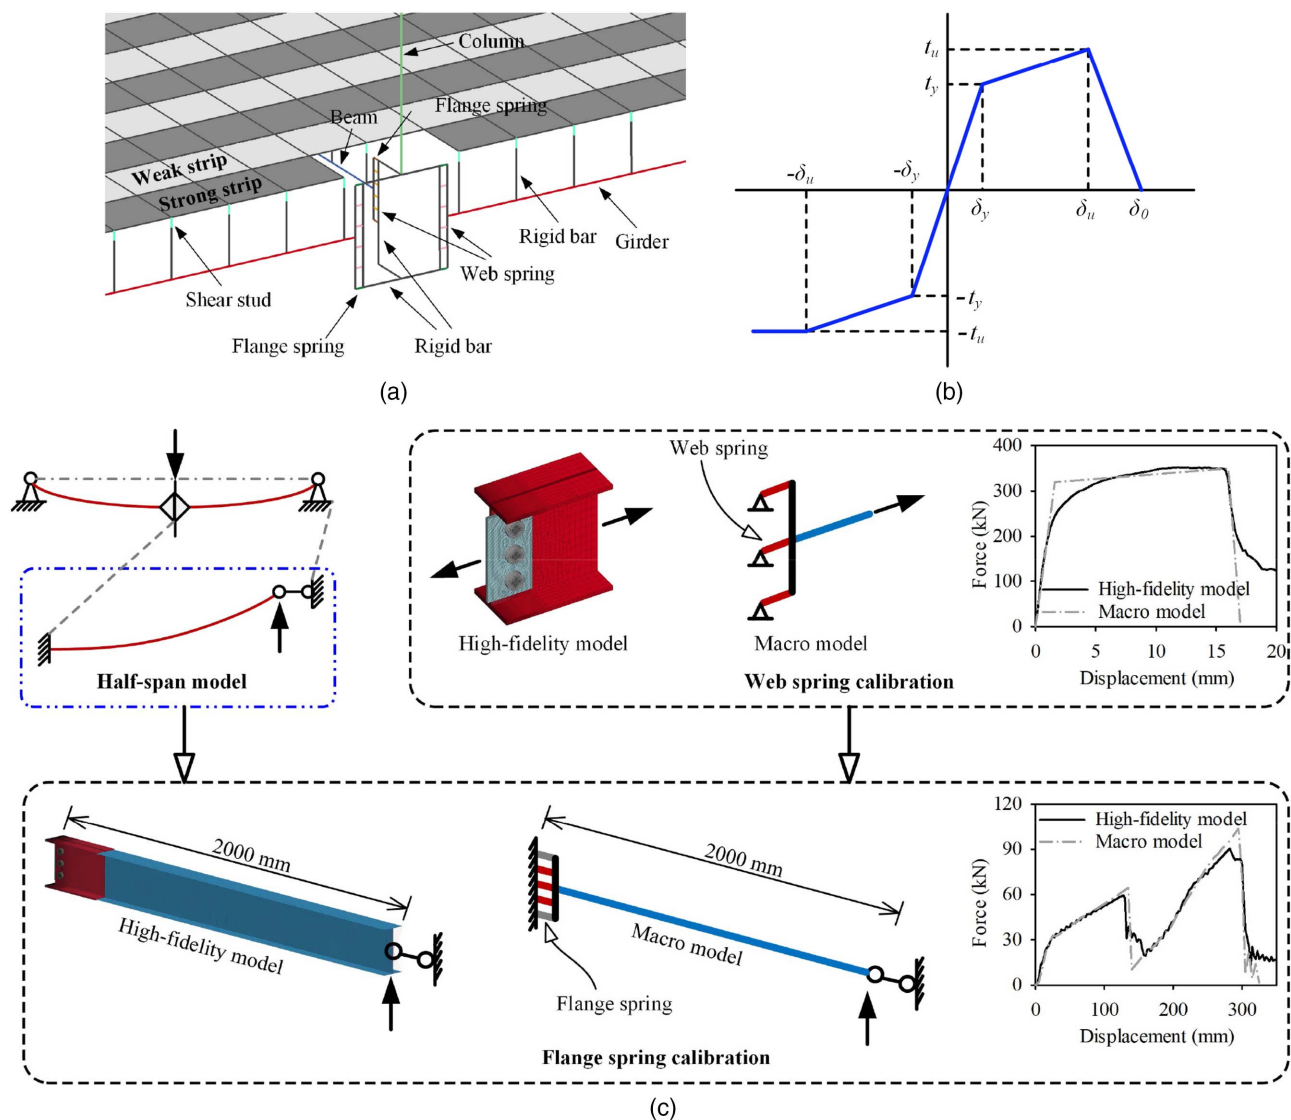 Column
Flange spring
Beam
Weak strip
Strong strip
Rigid bar
Girder
Web spring
Shear stud
Flange spring
Rigid bar
(a)
t_u
t_y
-δ_u
-δ_y
δ_y
δ_u
δ_0
-t_y
-t_u
(b)
Half-span model
Web spring
High-fidelity model
Macro model
Web spring calibration
400
300
200
100
0
Force (kN)
High-fidelity model
Macro model
0 5 10 15 20
Displacement (mm)
2000 mm
High-fidelity model
2000 mm
Macro model
Flange spring
Flange spring calibration
120
90
60
30
0
Force (kN)
High-fidelity model
Macro model
0 100 200 300
Displacement (mm)
(c)